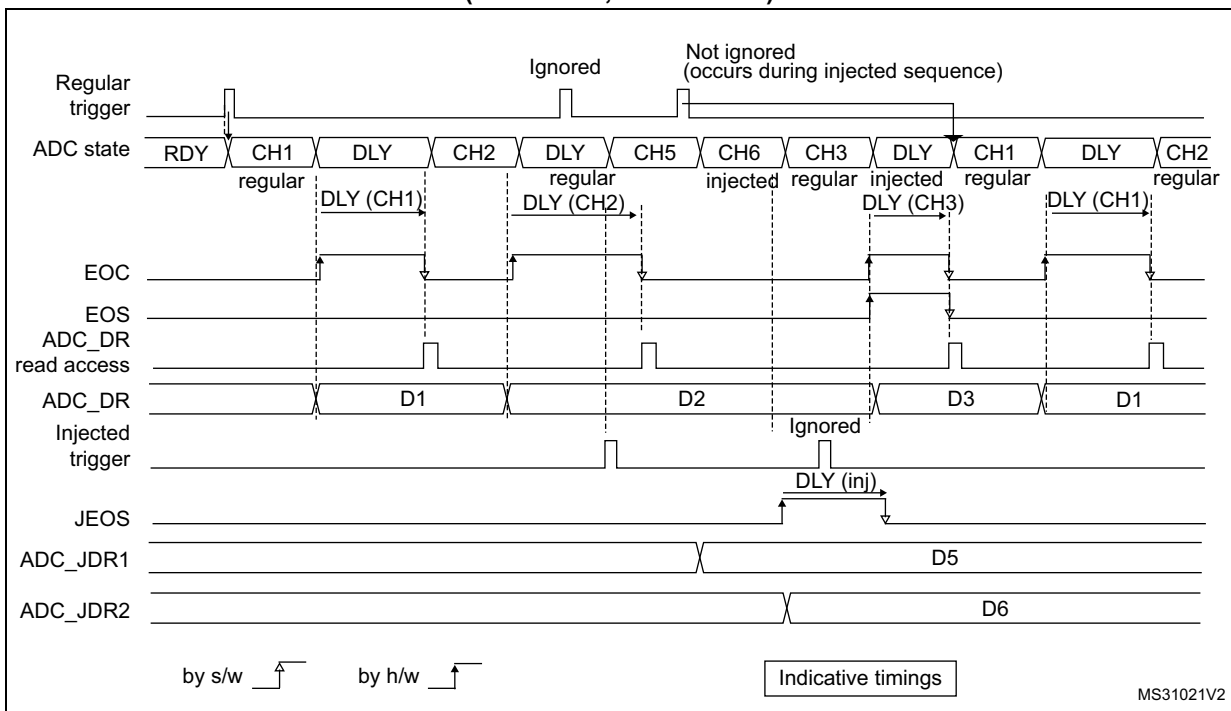 Regular
trigger
Ignored
Not ignored
(occurs during injected sequence)
ADC state
RDY CH1 DLY CH2 DLY CH5 CH6 CH3 DLY CH1 DLY CH2
regular regular injected regular injected regular regular
DLY (CH1) DLY (CH2) DLY (CH3) DLY (CH1)
EOC
EOS
ADC_DR
read access
ADC_DR D1 D2 D3 D1
Injected
trigger
Ignored
DLY (inj)
JEOS
ADC_JDR1 D5
ADC_JDR2 D6
by s/w by h/w Indicative timings
MS31021V2